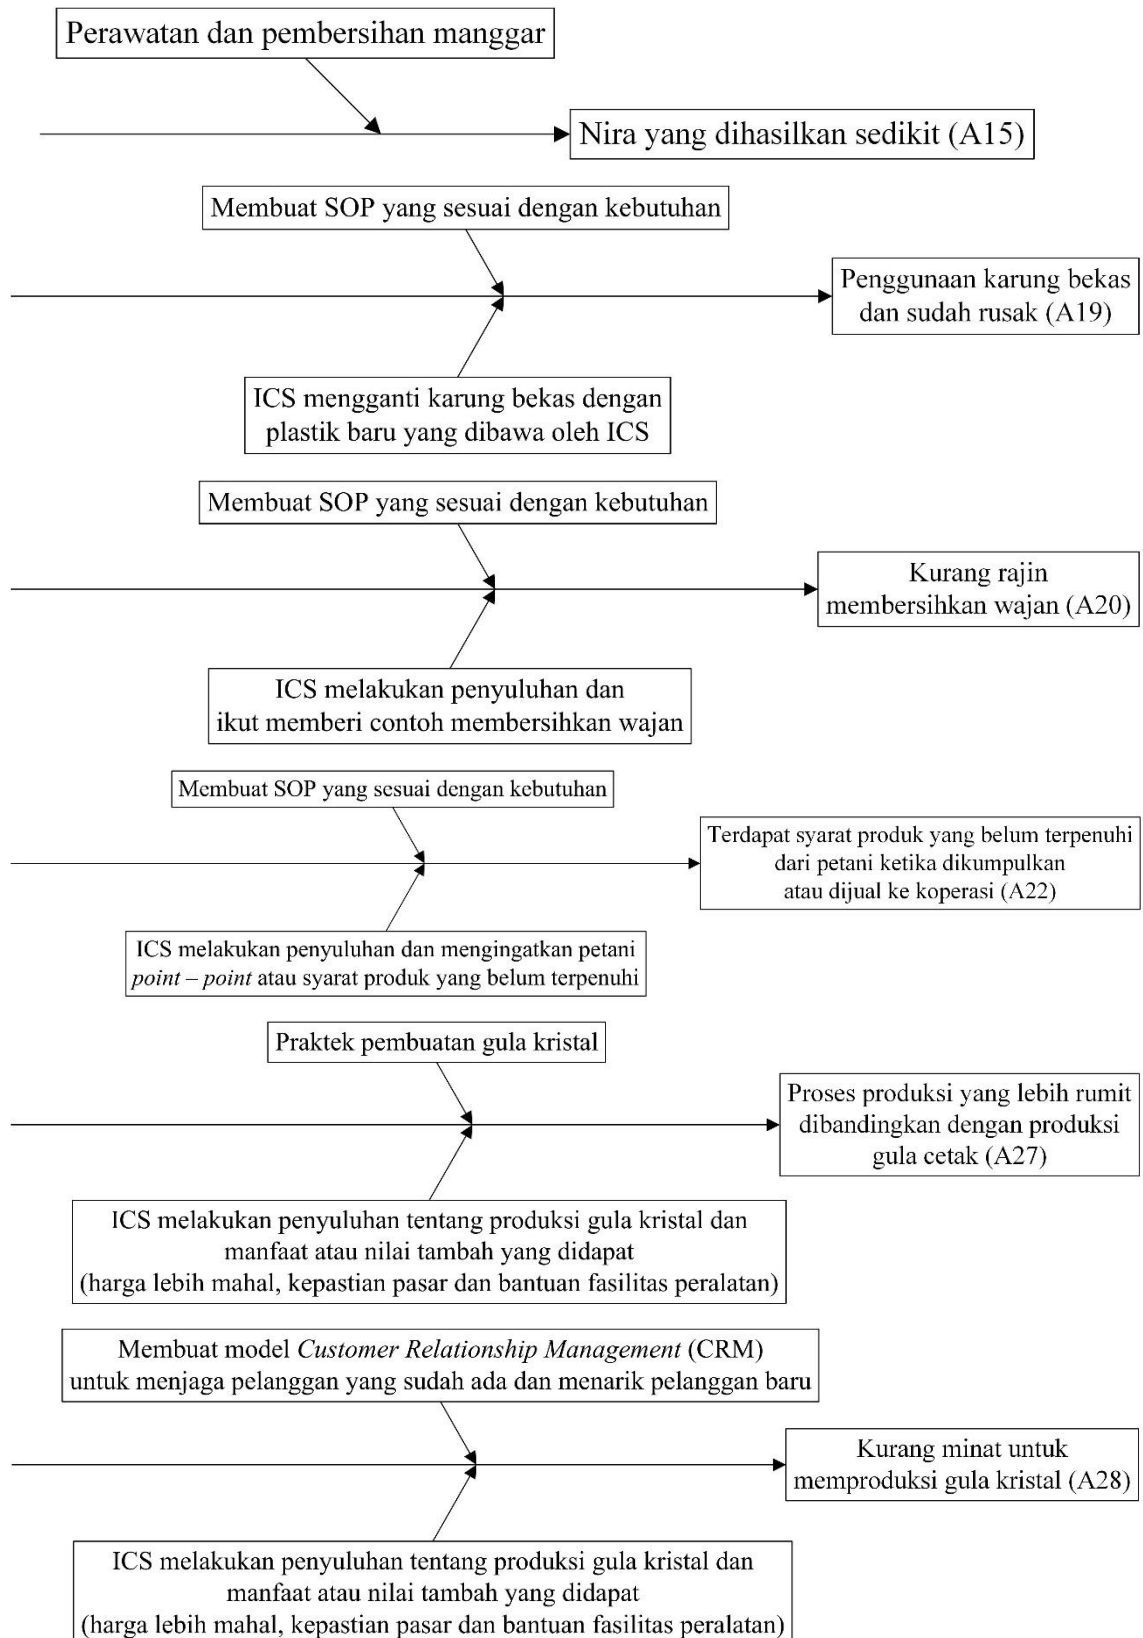 Perawatan dan pembersihan manggar
Nira yang dihasilkan sedikit (A15)
Membuat SOP yang sesuai dengan kebutuhan
Penggunaan karung bekas
dan sudah rusak (A19)
ICS mengganti karung bekas dengan
plastik baru yang dibawa oleh ICS
Membuat SOP yang sesuai dengan kebutuhan
Kurang rajin
membersihkan wajan (A20)
ICS melakukan penyuluhan dan
ikut memberi contoh membersihkan wajan
Membuat SOP yang sesuai dengan kebutuhan
Terdapat syarat produk yang belum terpenuhi
dari petani ketika dikumpulkan
atau dijual ke koperasi (A22)
ICS melakukan penyuluhan dan mengingatkan petani
point – point atau syarat produk yang belum terpenuhi
Praktek pembuatan gula kristal
Proses produksi yang lebih rumit
dibandingkan dengan produksi
gula cetak (A27)
ICS melakukan penyuluhan tentang produksi gula kristal dan
manfaat atau nilai tambah yang didapat
(harga lebih mahal, kepastian pasar dan bantuan fasilitas peralatan)
Membuat model Customer Relationship Management (CRM)
untuk menjaga pelanggan yang sudah ada dan menarik pelanggan baru
Kurang minat untuk
memproduksi gula kristal (A28)
ICS melakukan penyuluhan tentang produksi gula kristal dan
manfaat atau nilai tambah yang didapat
(harga lebih mahal, kepastian pasar dan bantuan fasilitas peralatan)